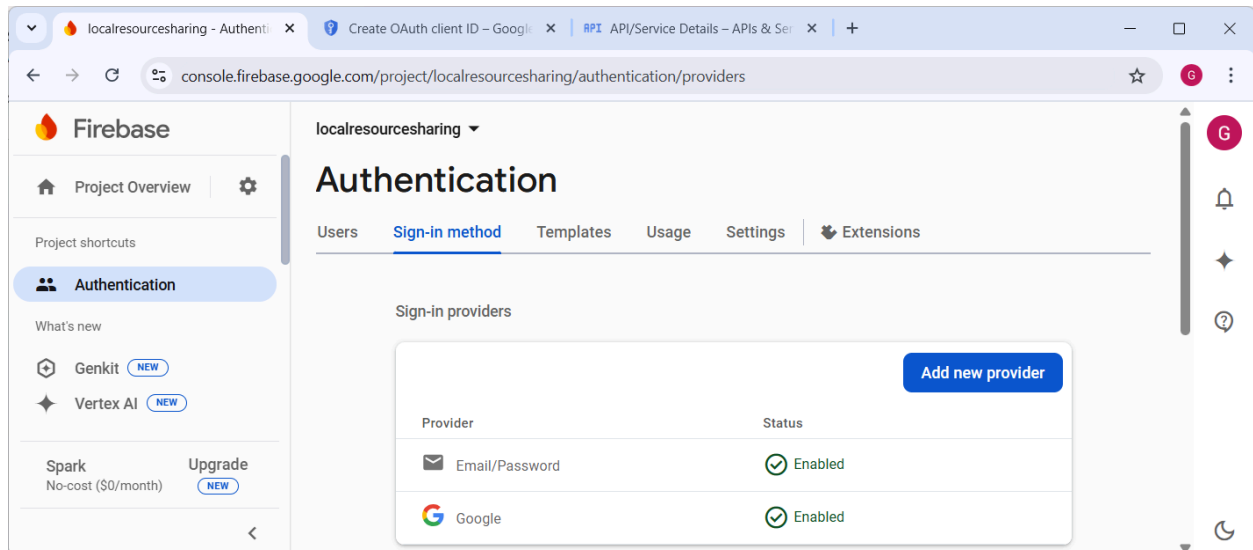 localresourcesharing - Authenti
Create OAuth client ID – Googl
API API/Service Details – APIs & Ser
console.firebase.google.com/project/localresourcesharing/authentication/providers
G
Firebase
localresourcesharing
G
Project Overview
Authentication
Users Sign-in method Templates Usage Settings Extensions
Project shortcuts
Authentication
What's new
Genkit NEW
Vertex AI NEW
Spark
No-cost ($0/month)
Upgrade
NEW
Sign-in providers
Add new provider
Provider Status
Email/Password Enabled
Google Enabled